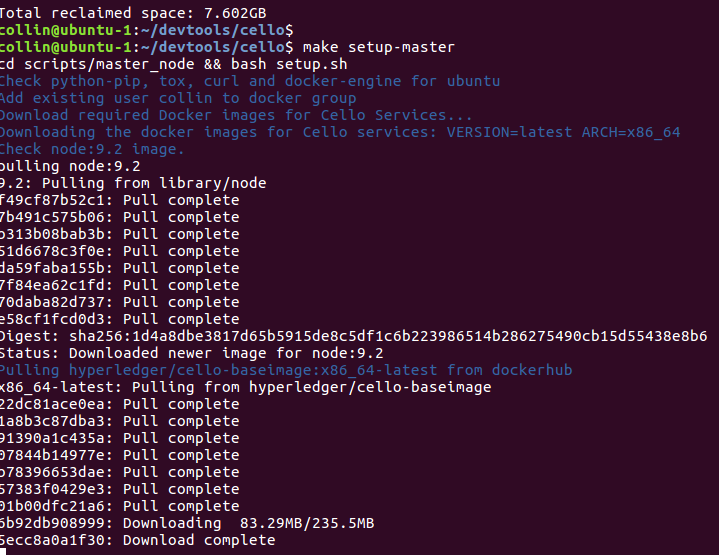 Total reclaimed space: 7.602GB
collin@ubuntu-1:~/devtools/cello$
collin@ubuntu-1:~/devtools/cello$ make setup-master
cd scripts/master_node && bash setup.sh
Check python-pip, tox, curl and docker-engine for ubuntu
Add existing user collin to docker group
Download required Docker images for Cello Services...
Downloading the docker images for Cello services: VERSION=latest ARCH=x86_64
Check node:9.2 image.
pulling node:9.2
9.2: Pulling from library/node
f49cf87b52c1: Pull complete
7b491c575b06: Pull complete
b313b08bab3b: Pull complete
51d6678c3f0e: Pull complete
da59faba155b: Pull complete
7f84ea62c1fd: Pull complete
70daba82d737: Pull complete
e58cf1fcd0d3: Pull complete
Digest: sha256:1d4a8dbe3817d65b5915de8c5df1c6b223986514b286275490cb15d55438e8b6
Status: Downloaded newer image for node:9.2
Pulling hyperledger/cello-baseimage:x86_64-latest from dockerhub
x86_64-latest: Pulling from hyperledger/cello-baseimage
22dc81ace0ea: Pull complete
1a8b3c87dba3: Pull complete
91390a1c435a: Pull complete
07844b14977e: Pull complete
b78396653dae: Pull complete
57383f0429e3: Pull complete
01b00dfc21a6: Pull complete
6b92db908999: Downloading  83.29MB/235.5MB
5ecc8a0a1f30: Download complete